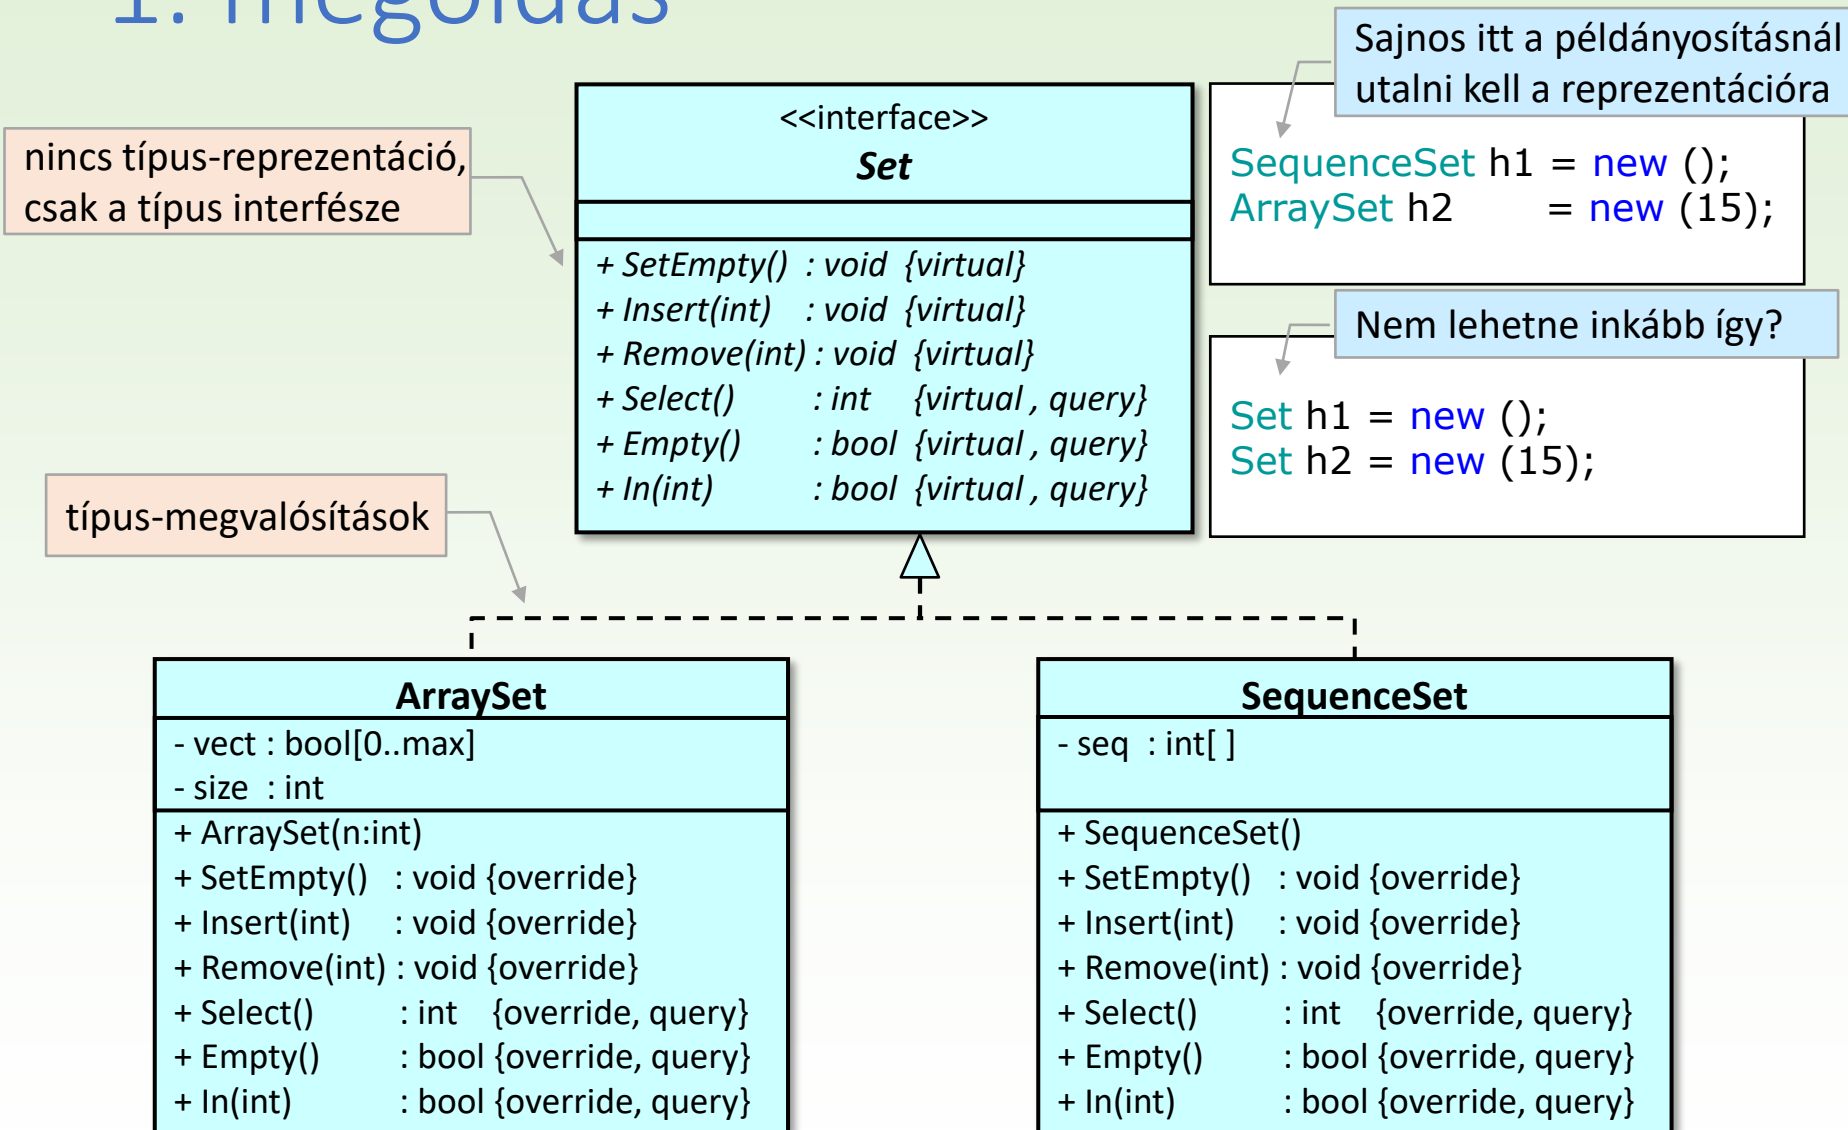 1. megoldás
Sajnos itt a példányosításnál
utalni kell a reprezentációra
<<interface>>
Set
nincs típus-reprezentáció,
csak a típus interfésze
SequenceSet h1 = new ();
ArraySet h2 = new (15);
+ SetEmpty() : void {virtual}
+ Insert(int) : void {virtual}
+ Remove(int) : void {virtual}
+ Select() : int {virtual , query}
+ Empty() : bool {virtual , query}
+ In(int) : bool {virtual , query}
Nem lehetne inkább így?
Set h1 = new ();
Set h2 = new (15);
típus-megvalósítások
ArraySet
- vect : bool[0..max]
- size : int
+ ArraySet(n:int)
+ SetEmpty() : void {override}
+ Insert(int) : void {override}
+ Remove(int) : void {override}
+ Select() : int {override, query}
+ Empty() : bool {override, query}
+ In(int) : bool {override, query}
SequenceSet
- seq : int[ ]
+ SequenceSet()
+ SetEmpty() : void {override}
+ Insert(int) : void {override}
+ Remove(int) : void {override}
+ Select() : int {override, query}
+ Empty() : bool {override, query}
+ In(int) : bool {override, query}